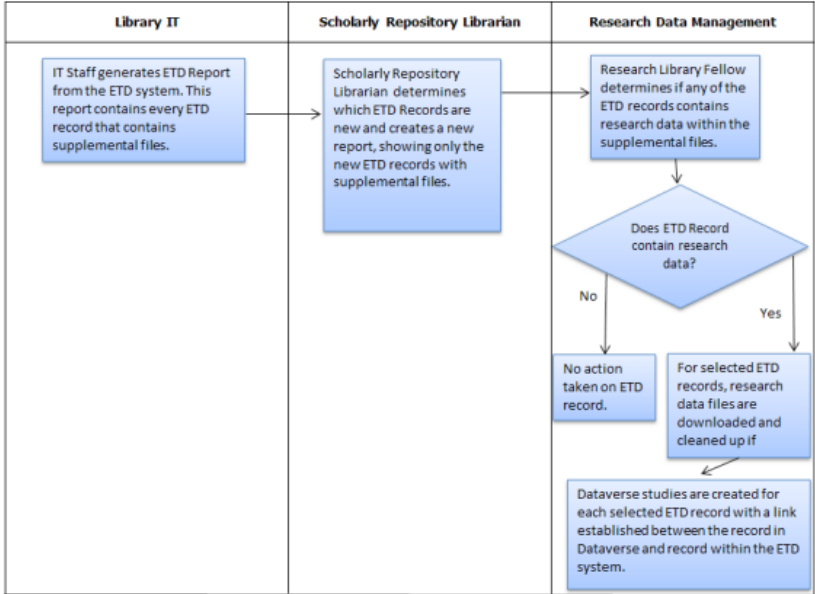 Library IT
Scholarly Repository Librarian
Research Data Management
IT Staff generates ETD Report
from the ETD system. This
report contains every ETD
record that contains
supplemental files.
Scholarly Repository
Librarian determines
which ETD Records are
new and creates a new
report, showing only the
new ETD records with
supplemental files.
Research Library Fellow
determines if any of the
ETD records contains
research data within the
supplemental files.
Does ETD Record
contain research
data?
No
Yes
No action
taken on ETD
record.
For selected ETD
records, research
data files are
downloaded and
cleaned up if
Dataverse studies are created for
each selected ETD record with a link
established between the record in
Dataverse and record within the ETD
system.